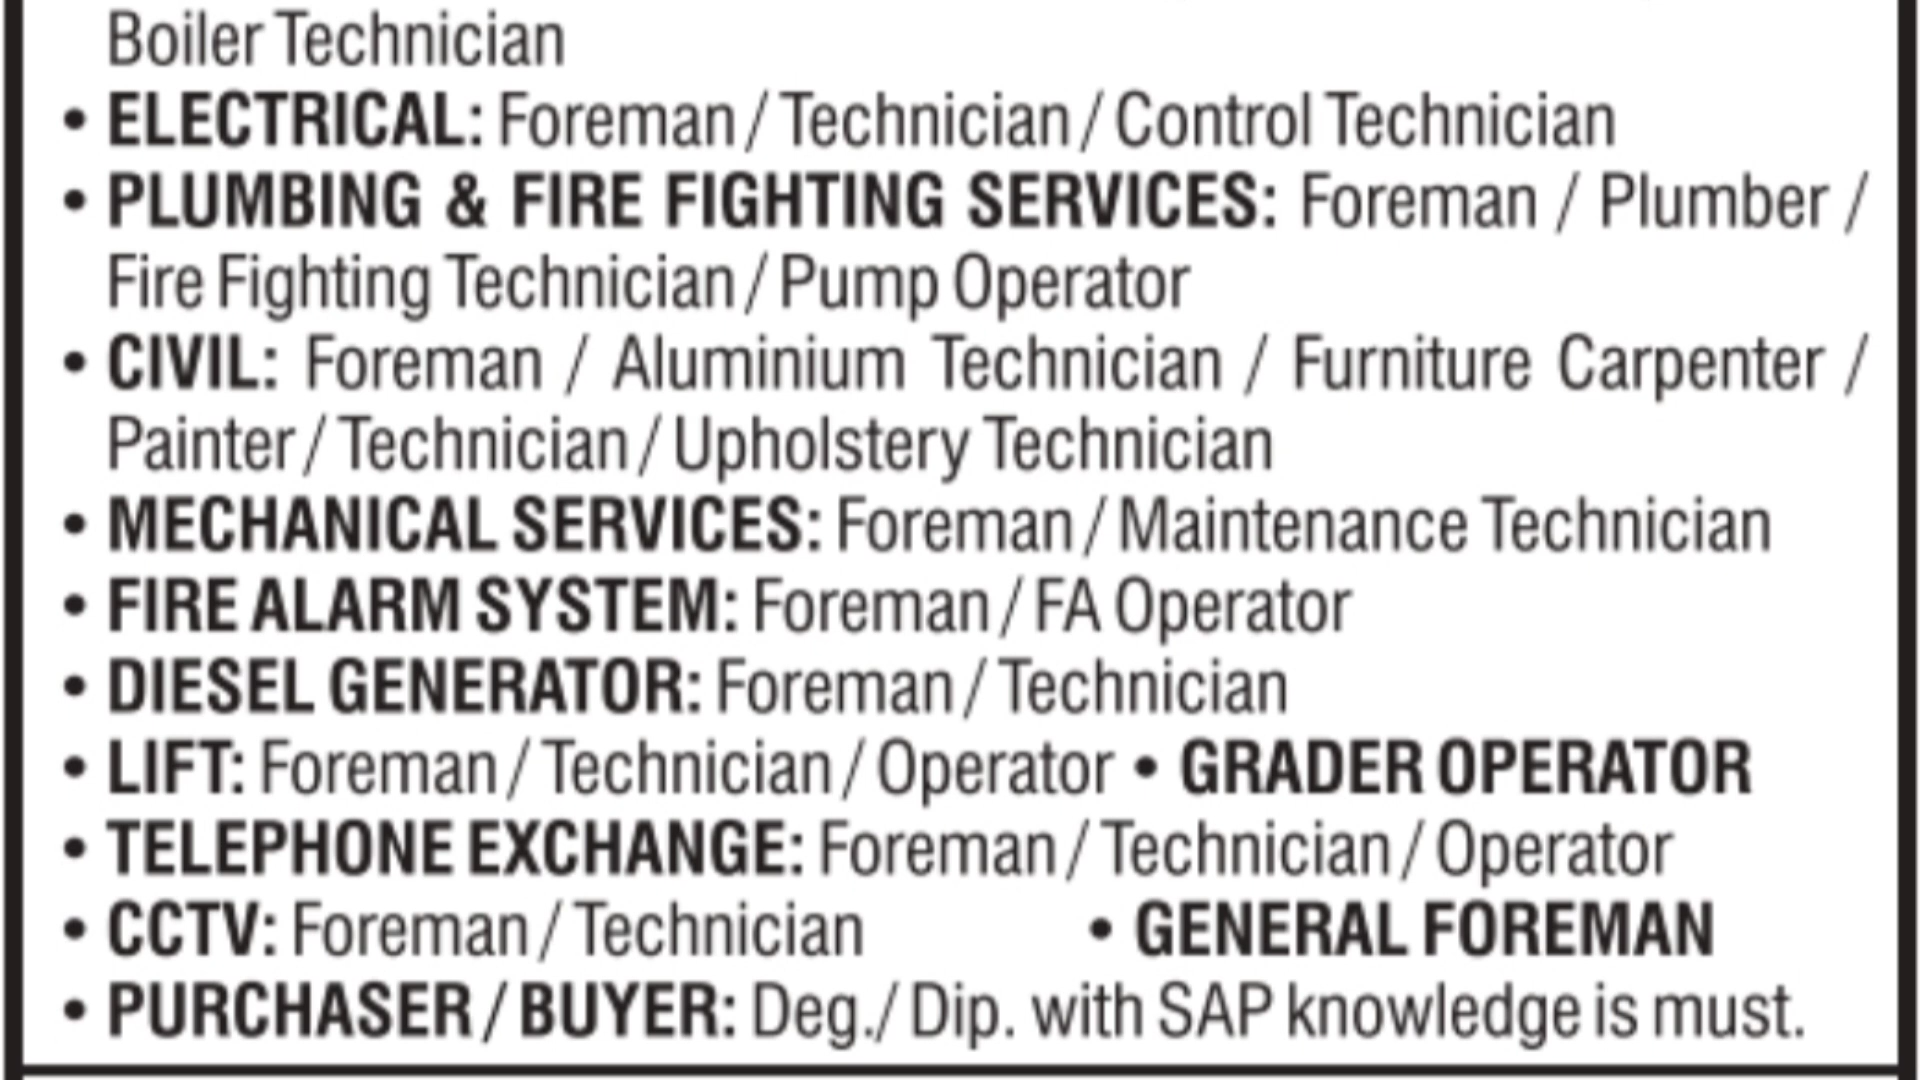 Boiler Technician
• ELECTRICAL: Foreman / Technician / Control Technician
• PLUMBING & FIRE FIGHTING SERVICES: Foreman / Plumber /
Fire Fighting Technician / Pump Operator
• CIVIL: Foreman / Aluminium Technician / Furniture Carpenter /
Painter / Technician / Upholstery Technician
• MECHANICAL SERVICES: Foreman / Maintenance Technician
• FIRE ALARM SYSTEM: Foreman / FA Operator
• DIESEL GENERATOR: Foreman / Technician
• LIFT: Foreman / Technician / Operator • GRADER OPERATOR
• TELEPHONE EXCHANGE: Foreman / Technician / Operator
• CCTV: Foreman / Technician • GENERAL FOREMAN
• PURCHASER / BUYER: Deg./ Dip. with SAP knowledge is must.